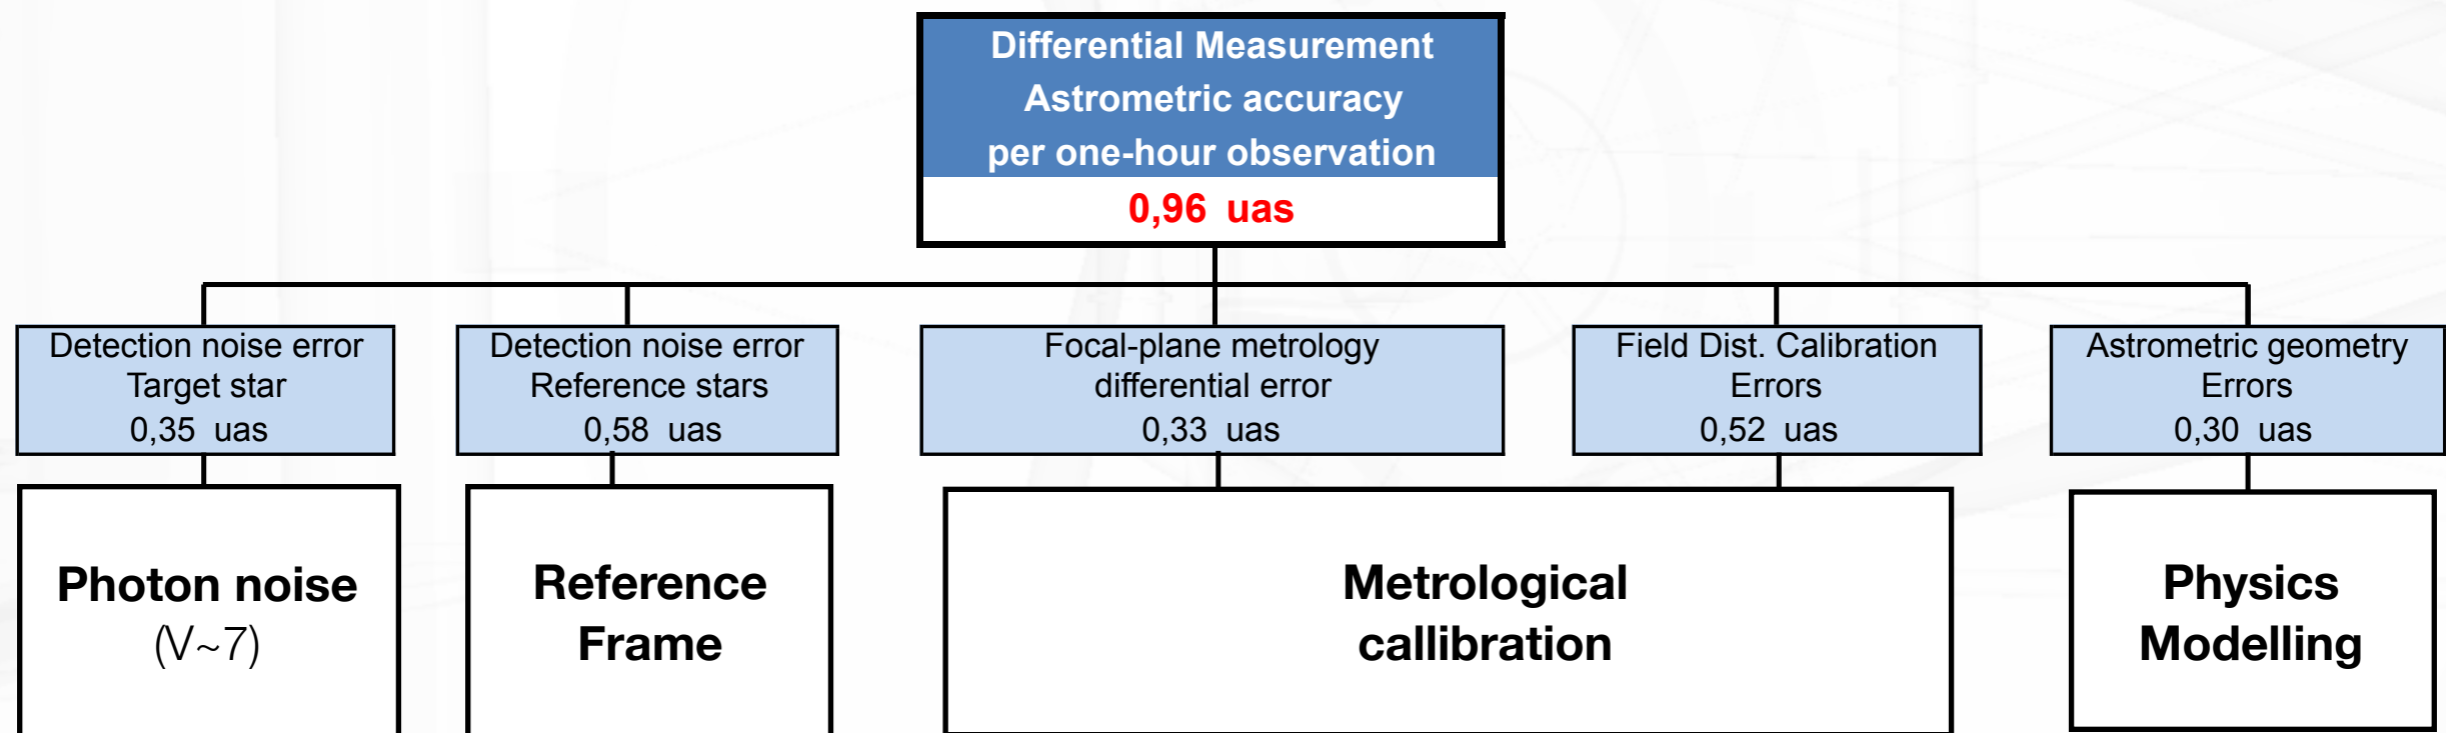 Differential Measurement
Astrometric accuracy
per one-hour observation
0,96 uas
Detection noise error
Target star
0,35 uas
Detection noise error
Reference stars
0,58 uas
Focal-plane metrology
differential error
0,33 uas
Field Dist. Calibration
Errors
0,52 uas
Astrometric geometry
Errors
0,30 uas
Photon noise
(V~7)
Reference
Frame
Metrological
callibration
Physics
Modelling